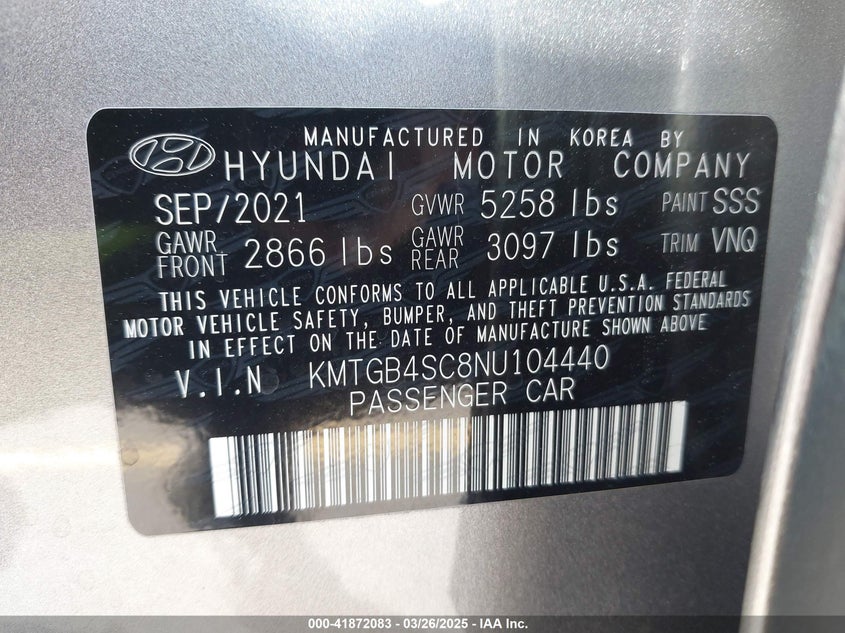 MANUFACTURED IN KOREA BY
HYUNDAI MOTOR COMPANY
SEP/2021 GVWR 5258 lbs PAINT SSS
GAWR FRONT 2866 lbs GAWR REAR 3097 lbs TRIM VNQ
THIS VEHICLE CONFORMS TO ALL APPLICABLE U.S.A. FEDERAL
MOTOR VEHICLE SAFETY, BUMPER, AND THEFT PREVENTION STANDARDS
IN EFFECT ON THE DATE OF MANUFACTURE SHOWN ABOVE
V.I.N KMTGB4SC8NU104440
PASSENGER CAR
000-41872083 - 03/26/2025 - IAA Inc.